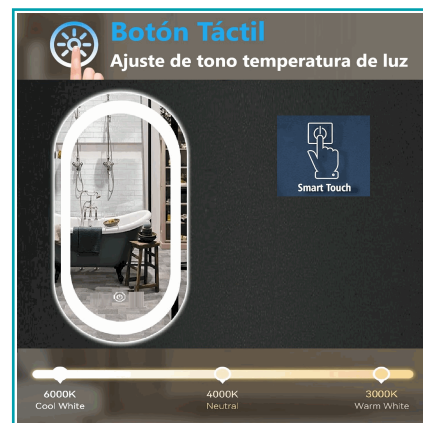 Botón Táctil
Ajuste de tono temperatura de luz
Smart Touch
6000K
Cool White
4000K
Neutral
3000K
Warm White